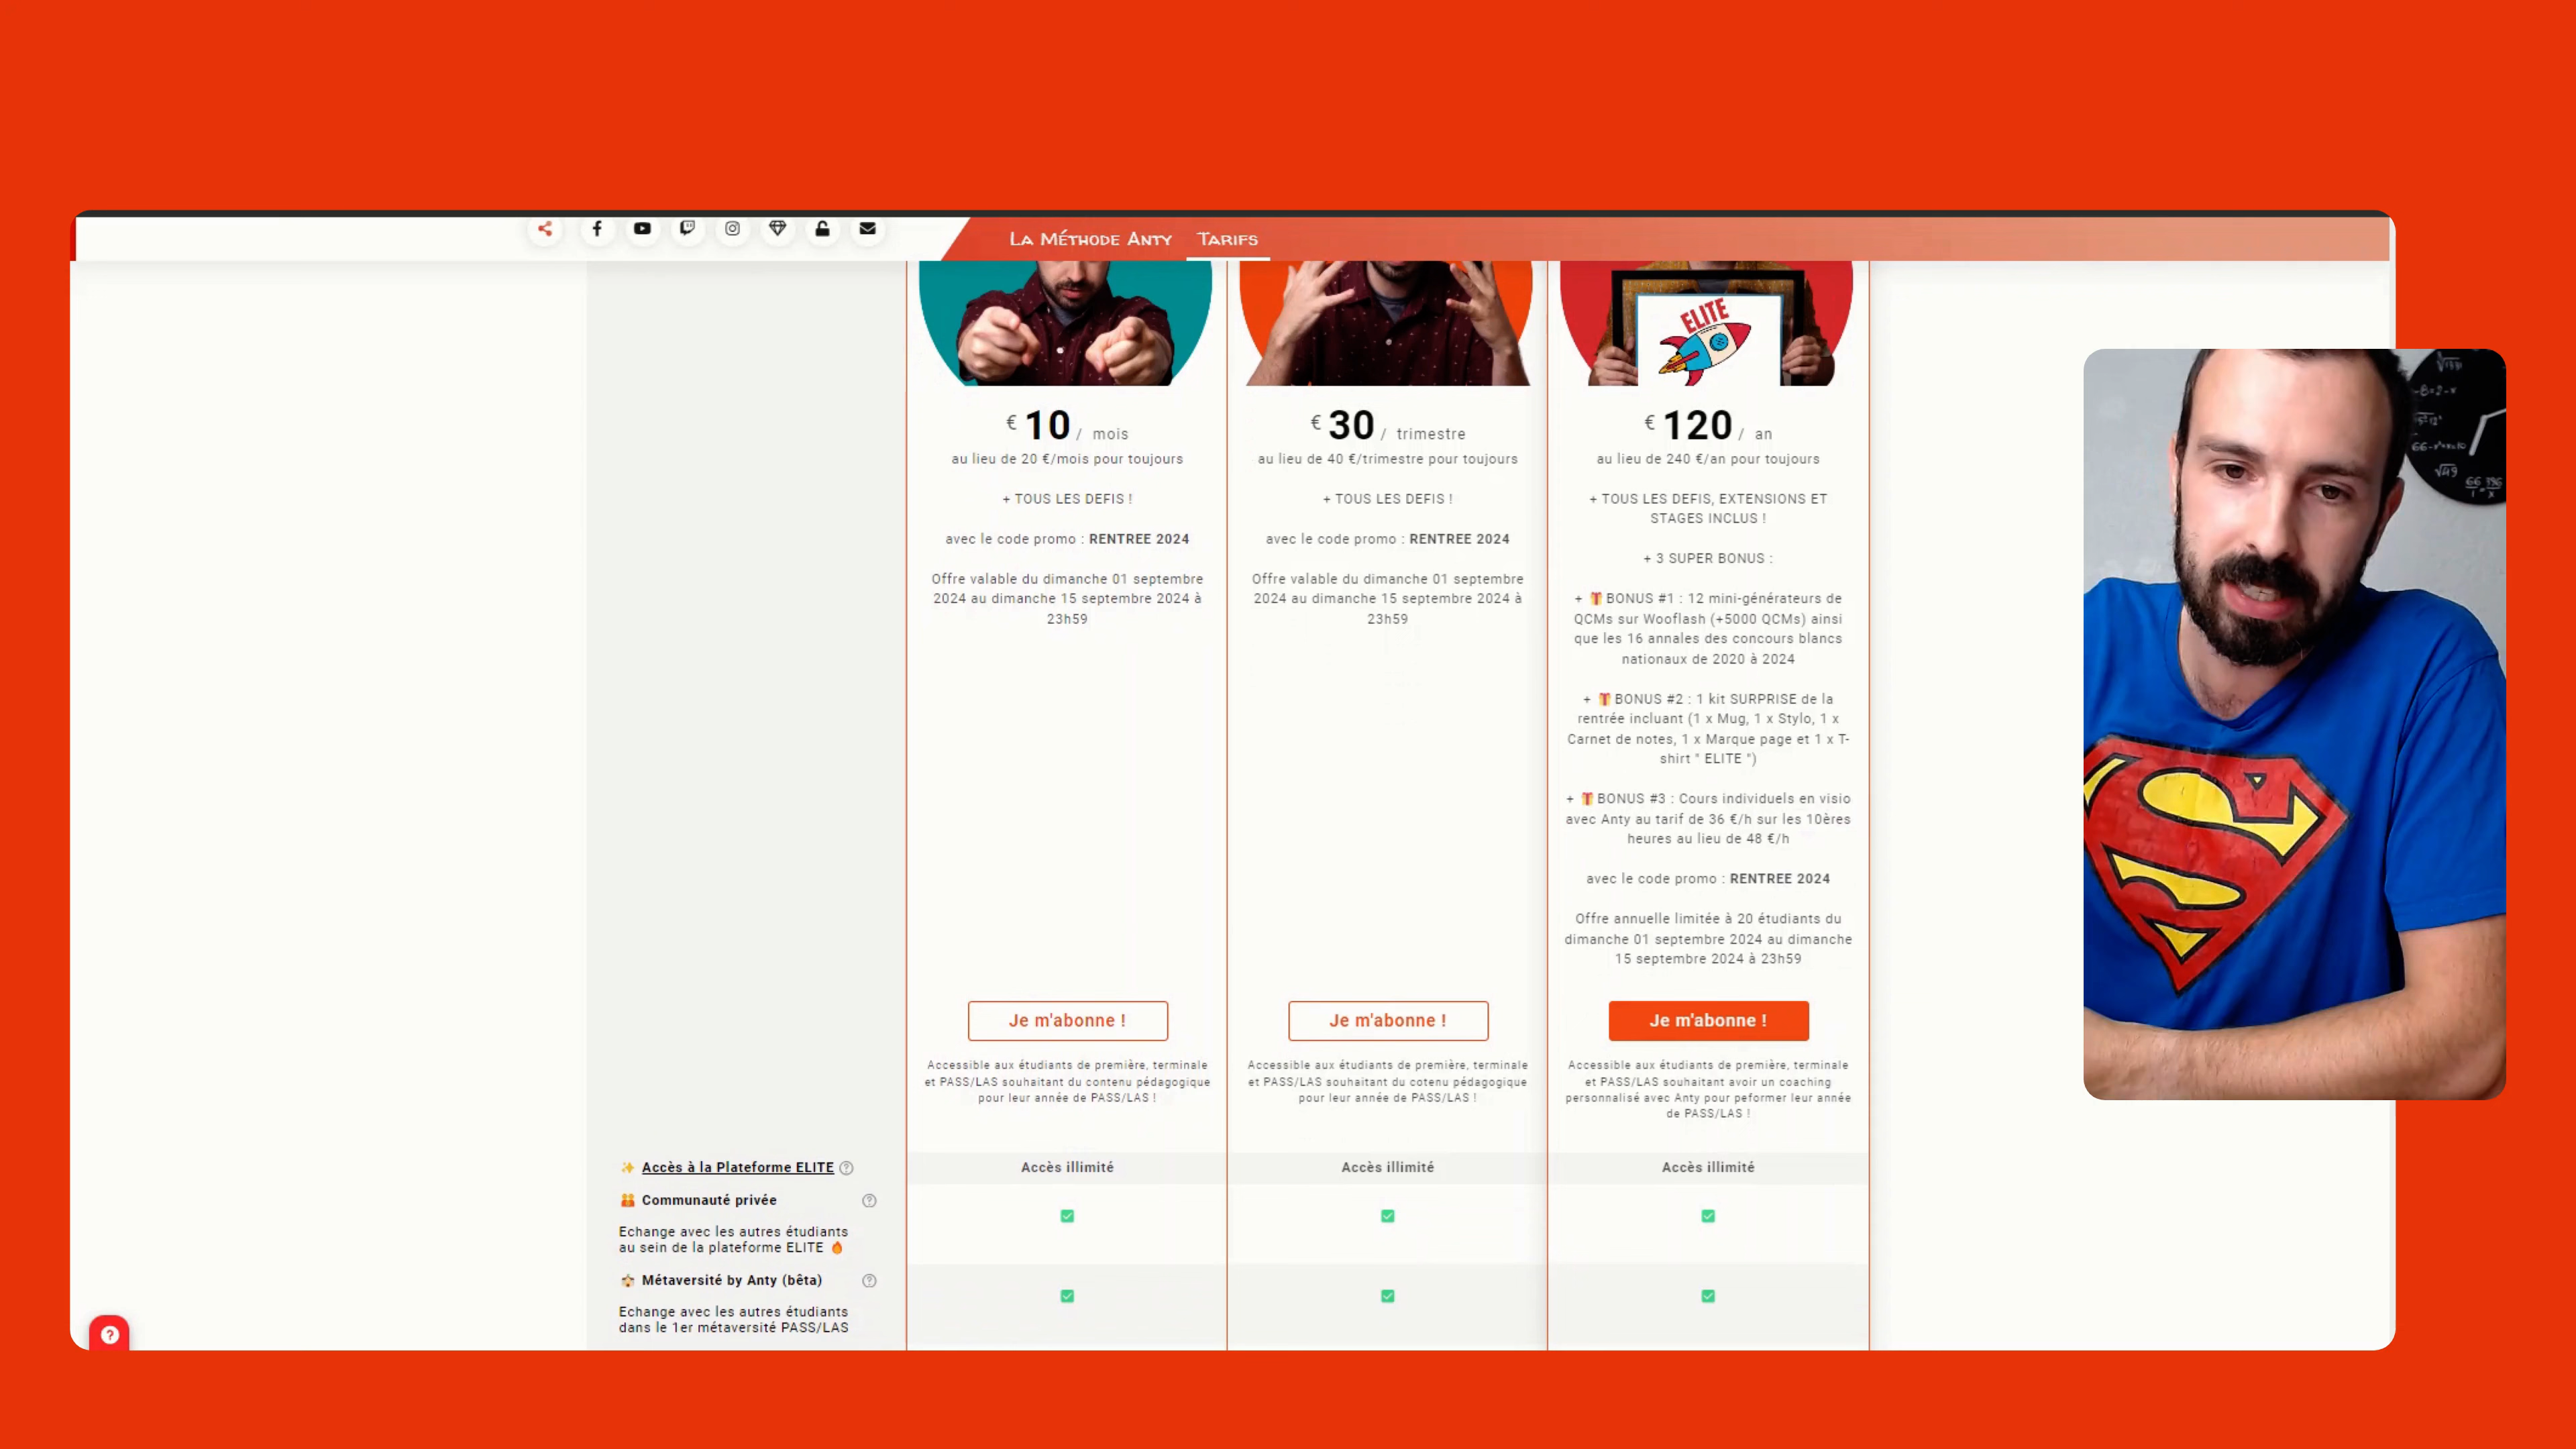 La Méthode Anty
Tarifs
ELITE
€ 10 / mois
au lieu de 20 €/mois pour toujours
+ TOUS LES DEFIS !
avec le code promo : RENTREE 2024
Offre valable du dimanche 01 septembre
2024 au dimanche 15 septembre 2024 à
23h59
Je m'abonne !
Accessible aux étudiants de première, terminale
et PASS/LAS souhaitant du contenu pédagogique
pour leur année de PASS/LAS !
€ 30 / trimestre
au lieu de 40 €/trimestre pour toujours
+ TOUS LES DEFIS !
avec le code promo : RENTREE 2024
Offre valable du dimanche 01 septembre
2024 au dimanche 15 septembre 2024 à
23h59
Je m'abonne !
Accessible aux étudiants de première, terminale
et PASS/LAS souhaitant du cotenu pédagogique
pour leur année de PASS/LAS !
€ 120 / an
au lieu de 240 €/an pour toujours
+ TOUS LES DEFIS, EXTENSIONS ET
STAGES INCLUS !
+ 3 SUPER BONUS :
+ 🎁BONUS #1 : 12 mini-générateurs de
QCMs sur Wooflash (+5000 QCMs) ainsi
que les 16 annales des concours blancs
nationaux de 2020 à 2024
+ 🎁BONUS #2 : 1 kit SURPRISE de la
rentrée incluant (1 x Mug, 1 x Stylo, 1 x
Carnet de notes, 1 x Marque page et 1 x T-
shirt " ELITE ")
+ 🎁BONUS #3 : Cours individuels en visio
avec Anty au tarif de 36 €/h sur les 10ères
heures au lieu de 48 €/h
avec le code promo : RENTREE 2024
Offre annuelle limitée à 20 étudiants du
dimanche 01 septembre 2024 au dimanche
15 septembre 2024 à 23h59
Je m'abonne !
Accessible aux étudiants de première, terminale
et PASS/LAS souhaitant avoir un coaching
personnalisé avec Anty pour peformer leur année
de PASS/LAS !
✨ Accès à la Plateforme ELITE
Accès illimité
Accès illimité
Accès illimité
Communauté privée
Echange avec les autres étudiants
au sein de la plateforme ELITE 🔥
Métaversité by Anty (bêta)
Echange avec les autres étudiants
dans le 1er métaversité PASS/LAS
√49